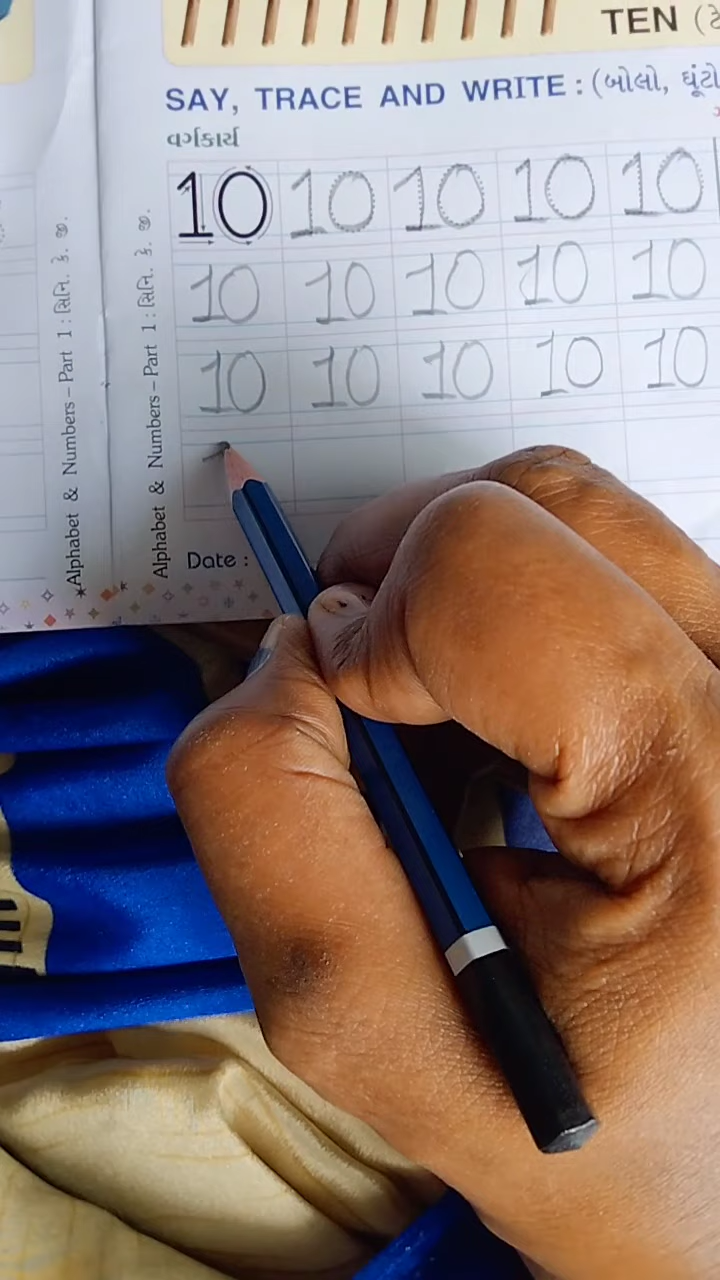 TEN
SAY, TRACE AND WRITE : (બોલો, ઘૂંટો
વર્ગકાર્ય
10 10 10 10 10
10 10 10 10 10
10 10 10 10 10
Date :
Alphabet & Numbers – Part 1 : સિનિ. કે. જી.
Alphabet & Numbers – Part 1 : સિનિ. કે. જી.